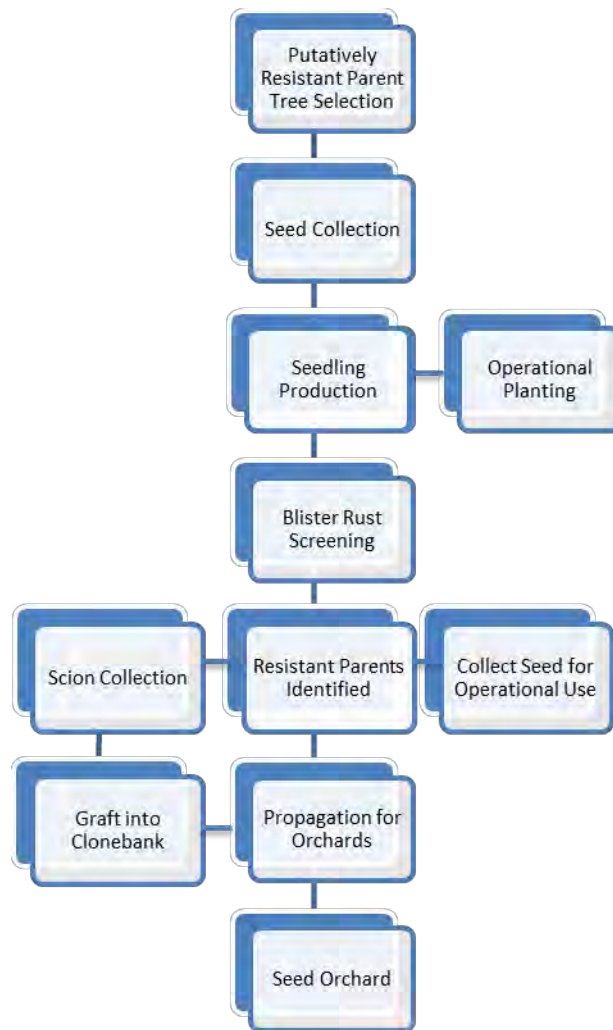 Putatively
Resistant Parent
Tree Selection
Seed Collection
Seedling
Production
Operational
Planting
Blister Rust
Screening
Scion Collection
Resistant Parents
Identified
Collect Seed for
Operational Use
Graft into
Clonebank
Propagation for
Orchards
Seed Orchard